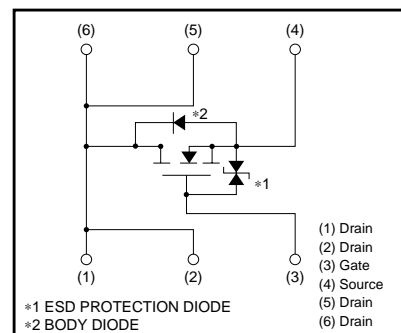 (6) (5) (4)
∗2
∗1
(1) (2) (3)
(1) Drain
(2) Drain
(3) Gate
(4) Source
(5) Drain
(6) Drain
∗1 ESD PROTECTION DIODE
∗2 BODY DIODE